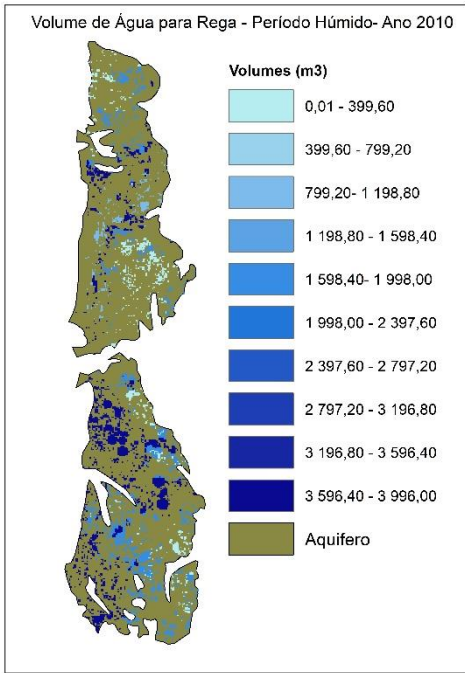 Volume de Água para Rega - Período Húmido- Ano 2010
Volumes (m3)
0,01 - 399,60
399,60 - 799,20
799,20- 1 198,80
1 198,80 - 1 598,40
1 598,40- 1 998,00
1 998,00 - 2 397,60
2 397,60 - 2 797,20
2 797,20 - 3 196,80
3 196,80 - 3 596,40
3 596,40 - 3 996,00
Aquifero